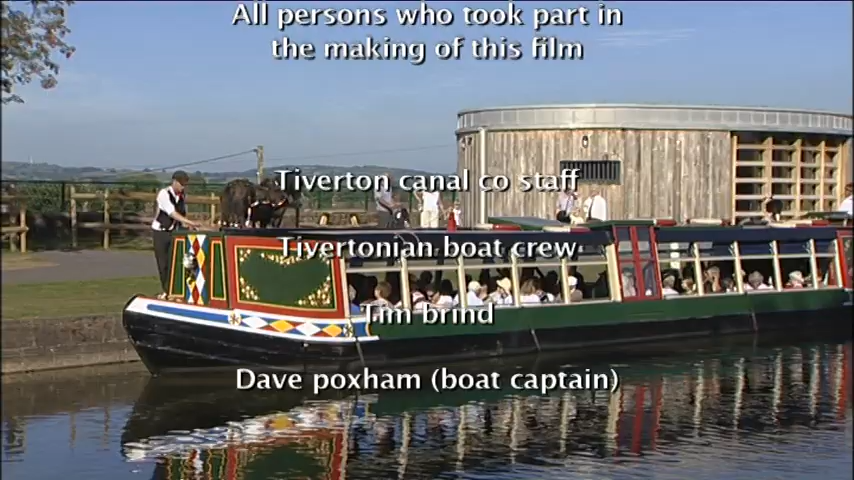 All persons who took part in
the making of this film
Tiverton canal co staff
Tivertonian boat crew
Tim brind
Dave poxham (boat captain)